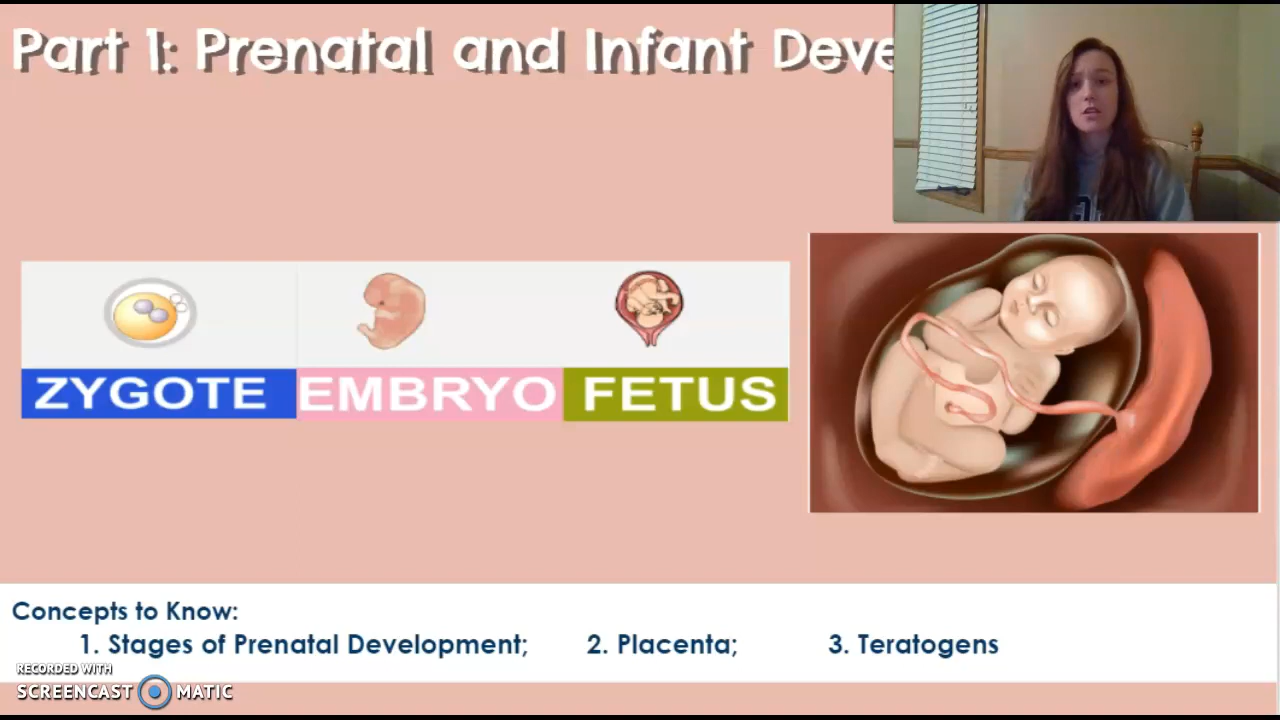 Part 1: Prenatal and Infant Deve
ZYGOTE EMBRYO FETUS
Concepts to Know:
1. Stages of Prenatal Development; 2. Placenta; 3. Teratogens
RECORDED WITH
SCREENCAST MATIC